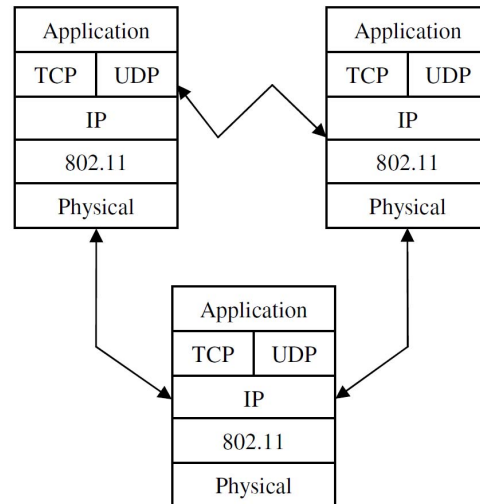 Application
TCP UDP
IP
802.11
Physical
Application
TCP UDP
IP
802.11
Physical
Application
TCP UDP
IP
802.11
Physical